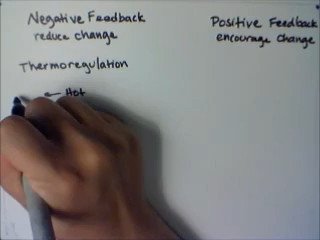 Negative Feedback
reduce change
Positive Feedback
encourage change
Thermoregulation
← Hot